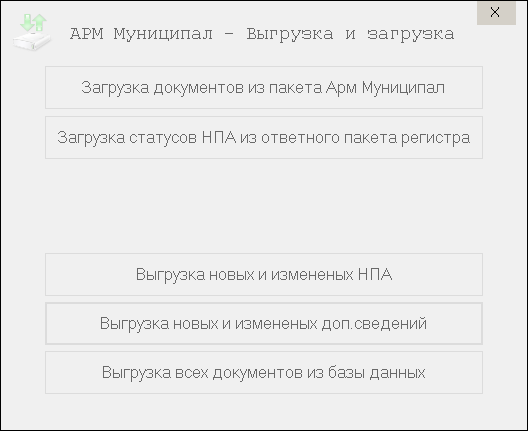 X
АРМ Муниципал - Выгрузка и загрузка
Загрузка документов из пакета Арм Муниципал
Загрузка статусов НПА из ответного пакета регистра
Выгрузка новых и измененых НПА
Выгрузка новых и измененых доп.сведений
Выгрузка всех документов из базы данных